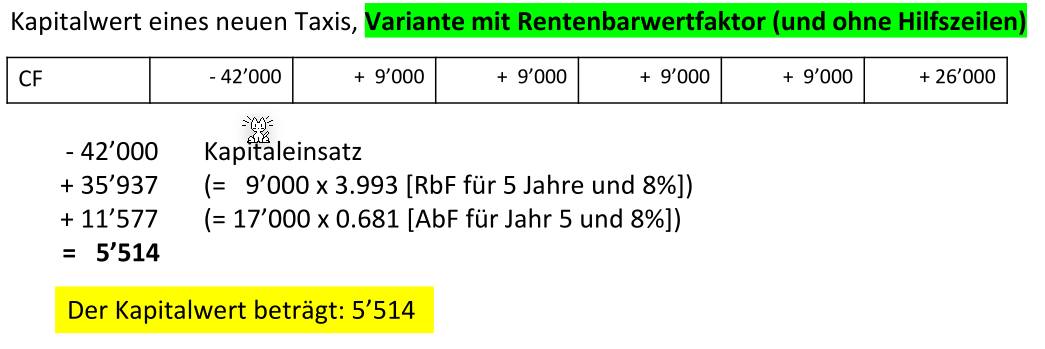 Kapitalwert eines neuen Taxis, Variante mit Rentenbarwertfaktor (und ohne Hilfszeilen)
CF - 42’000 + 9’000 + 9’000 + 9’000 + 9’000 + 26’000
- 42’000 Kapitaleinsatz
+ 35’937 (= 9’000 x 3.993 [RbF für 5 Jahre und 8%])
+ 11’577 (= 17’000 x 0.681 [AbF für Jahr 5 und 8%])
= 5’514
Der Kapitalwert beträgt: 5’514